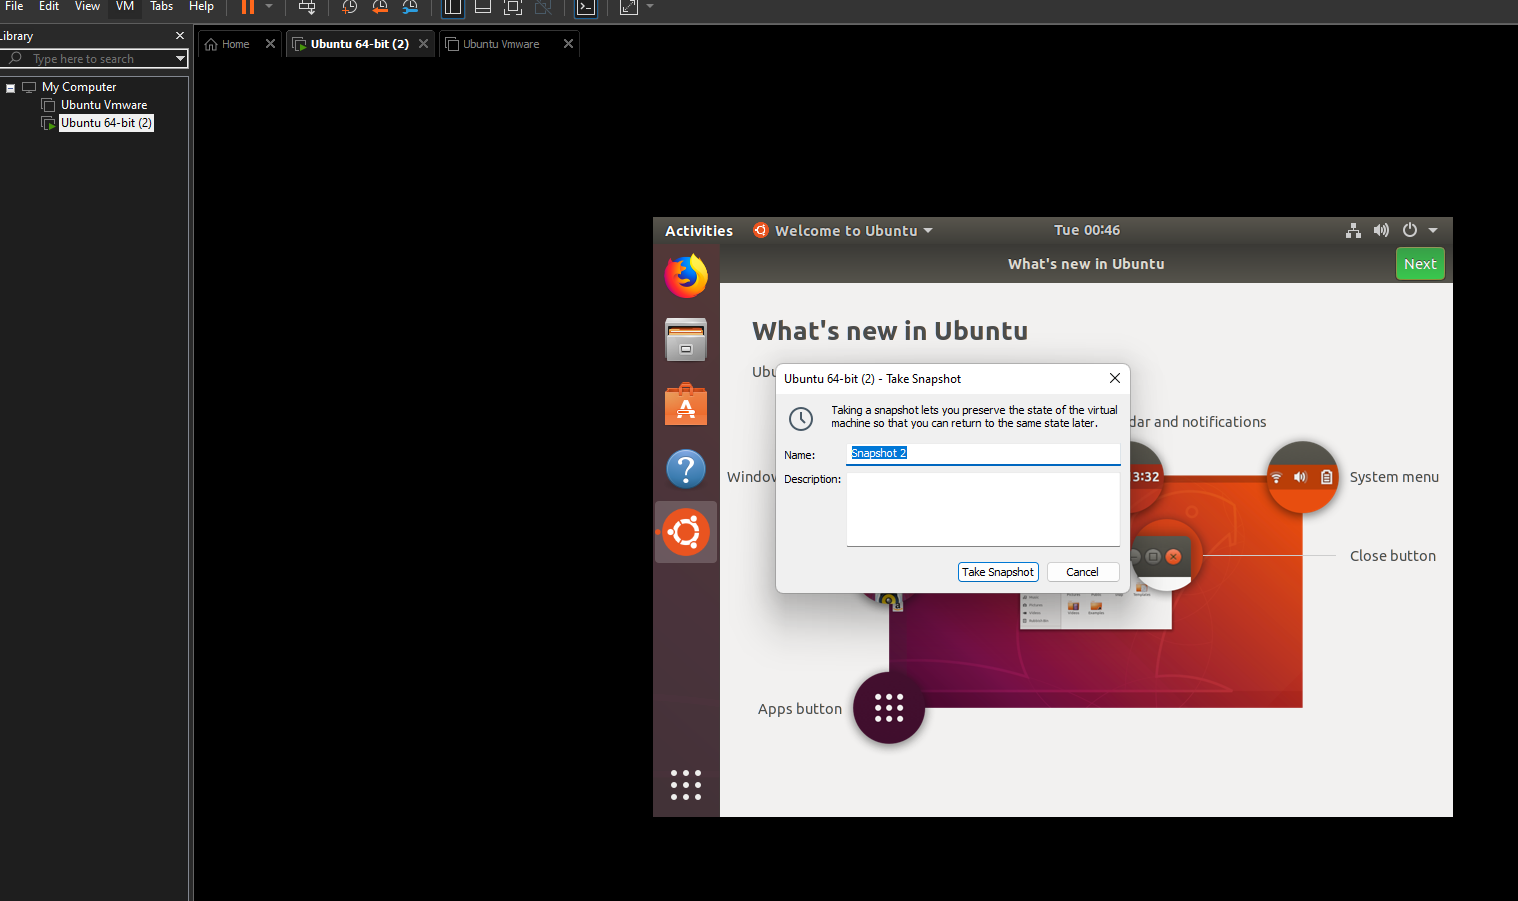 File Edit View VM Tabs Help
Library
Type here to search
My Computer
Ubuntu Vmware
Ubuntu 64-bit (2)
Home
Ubuntu 64-bit (2)
Ubuntu Vmware
Activities
Welcome to Ubuntu
Tue 00:46
What's new in Ubuntu
Next
What's new in Ubuntu
Ubuntu 64-bit (2) - Take Snapshot
Taking a snapshot lets you preserve the state of the virtual
machine so that you can return to the same state later.
Name:
Snapshot 2
Description:
Take Snapshot
Cancel
and notifications
3:32
System menu
Close button
Apps button